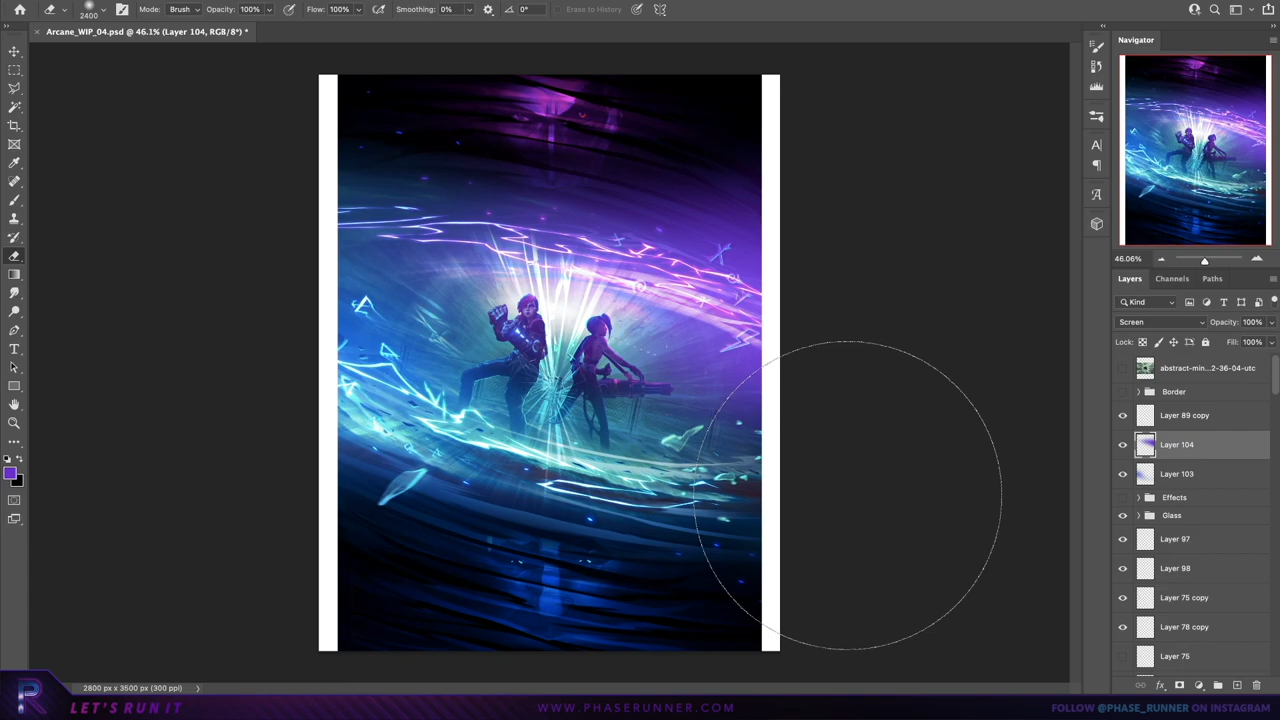 2400
Mode: Brush
Opacity: 100%
Flow: 100%
Smoothing: 0%
0°
Erase to History
Arcane_WIP_04.psd @ 46.1% (Layer 104, RGB/8*) *
Navigator
46.06%
Layers Channels Paths
Kind
Screen
Opacity: 100%
Lock:
Fill: 100%
abstract-min...2-36-04-utc
Border
Layer 89 copy
Layer 104
Layer 103
Effects
Glass
Layer 97
Layer 98
Layer 75 copy
Layer 78 copy
Layer 75
2800 px x 3500 px (300 ppi)
LET'S RUN IT
WWW.PHASERUNNER.COM
FOLLOW @PHASE_RUNNER ON INSTAGRAM